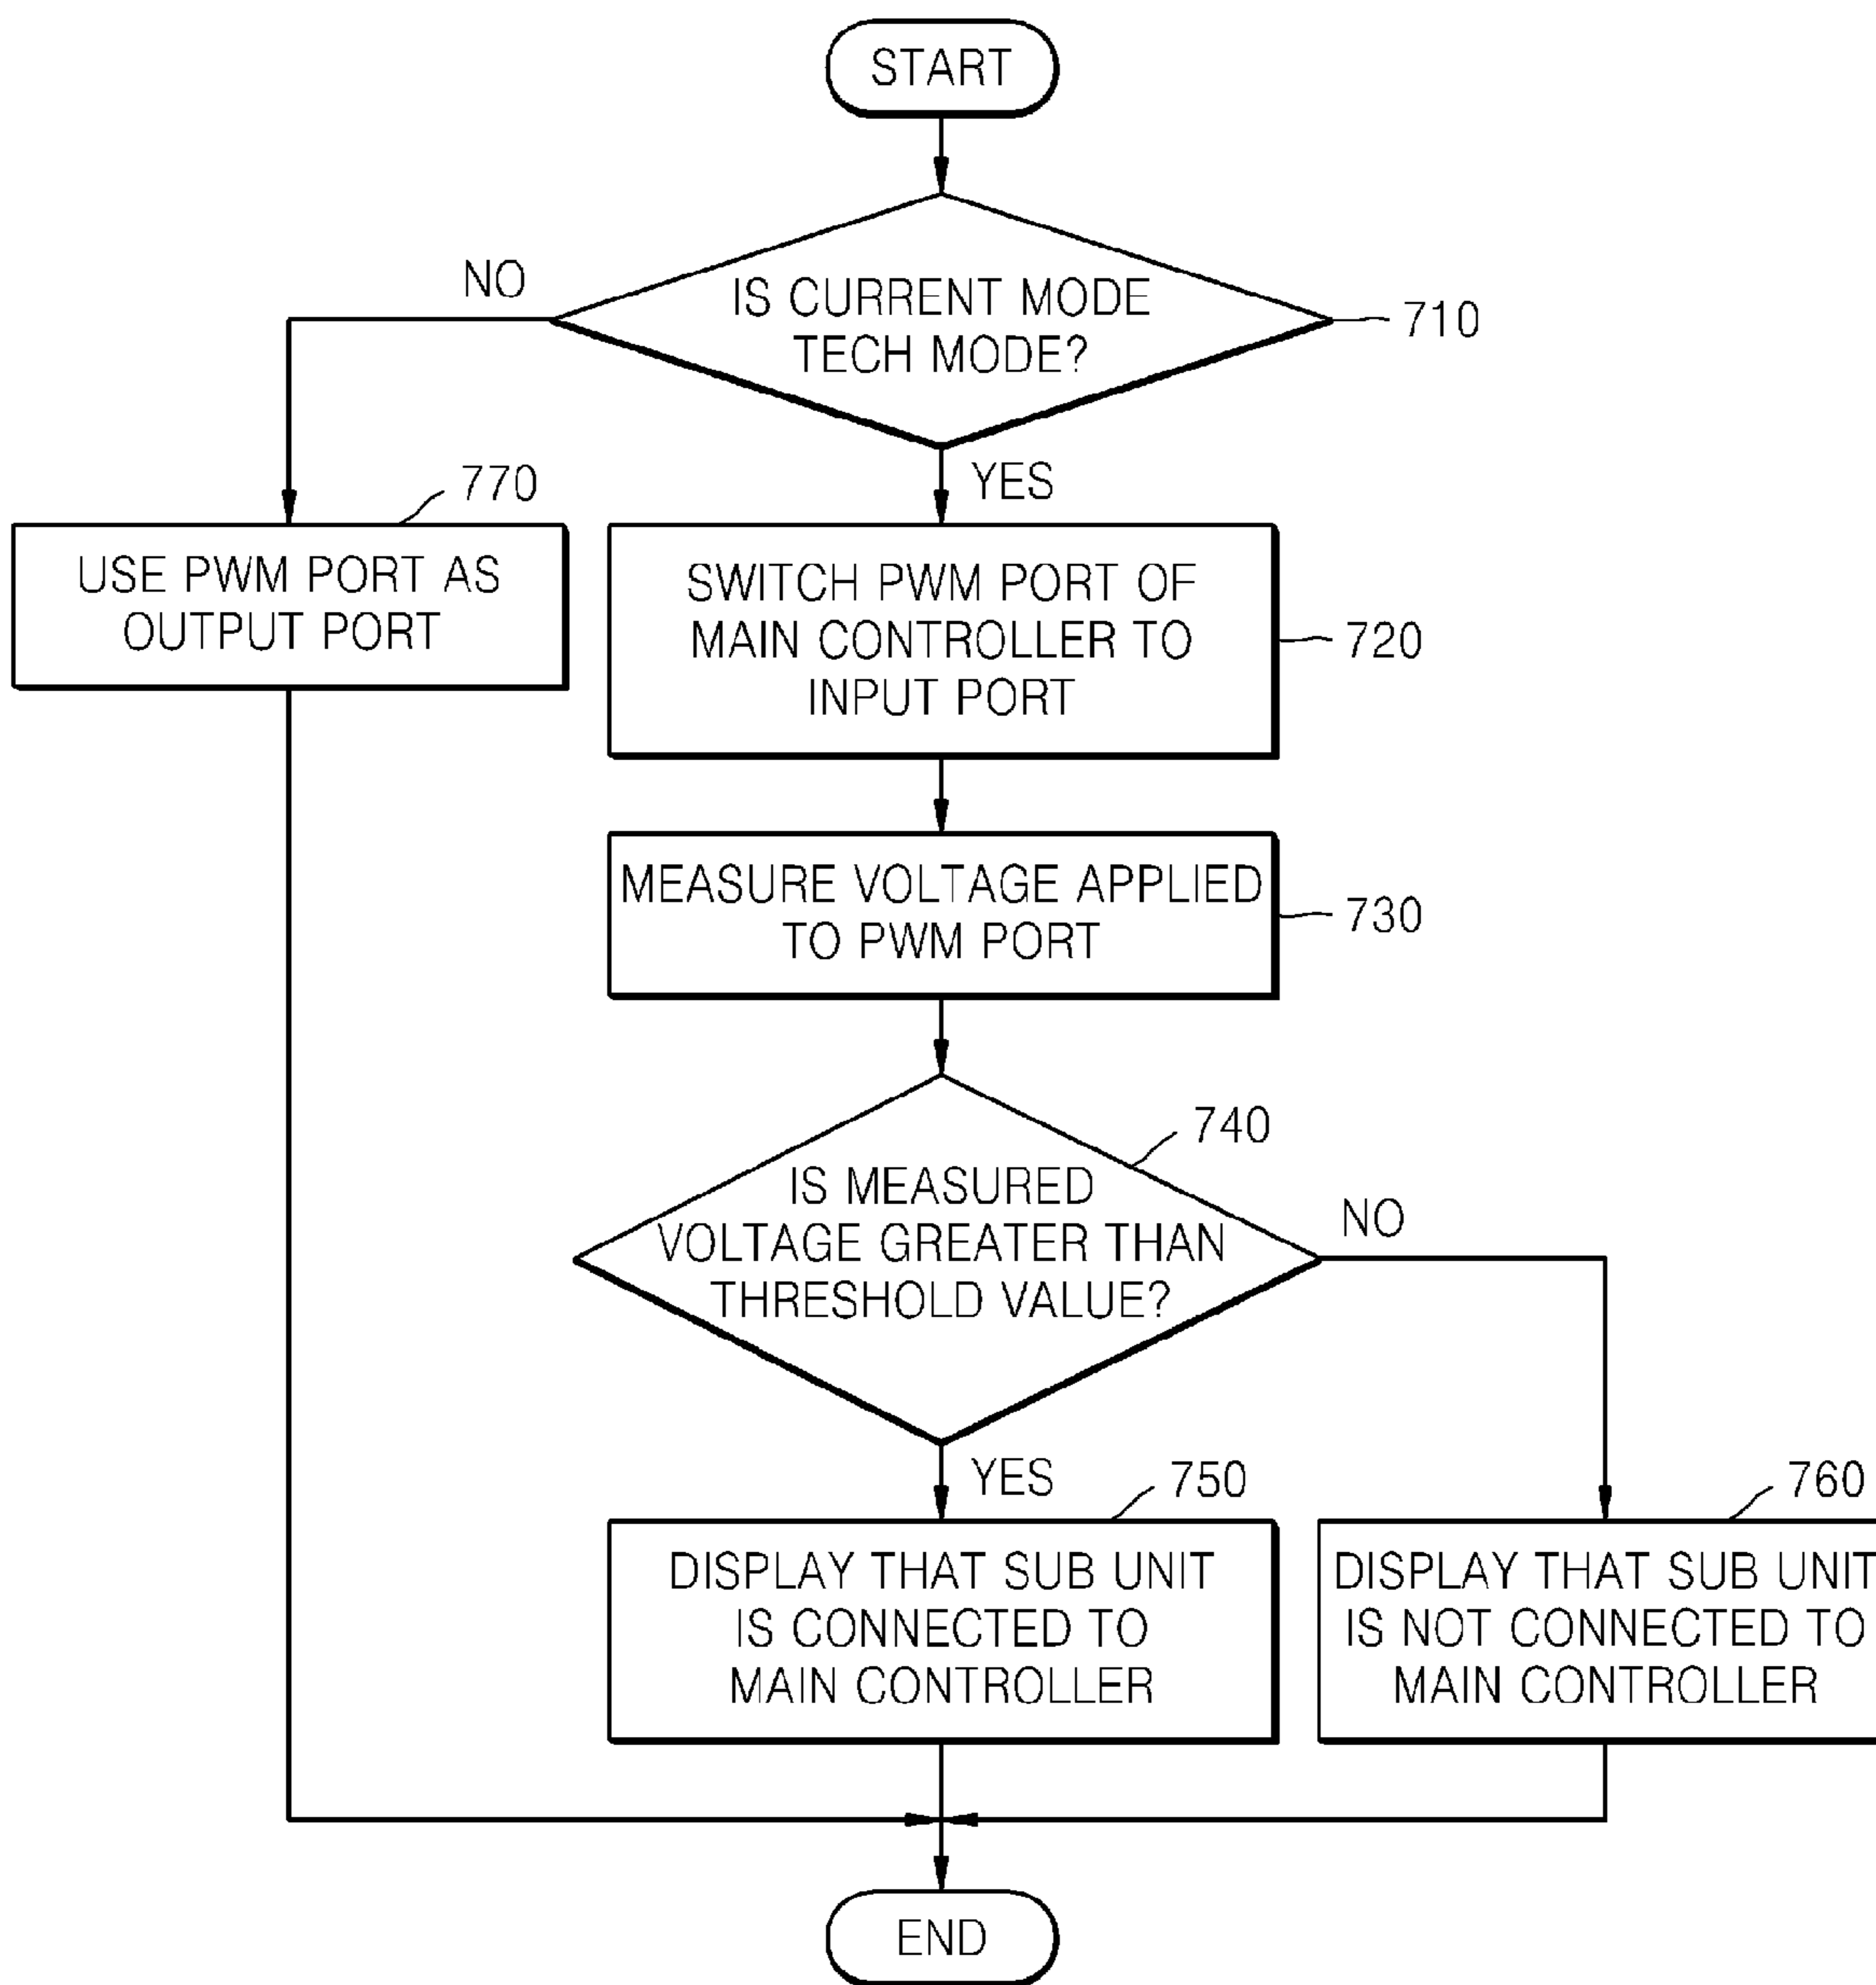 START
NO
IS CURRENT MODE
TECH MODE?
710
770
YES
USE PWM PORT AS
OUTPUT PORT
SWITCH PWM PORT OF
MAIN CONTROLLER TO
INPUT PORT
720
MEASURE VOLTAGE APPLIED
TO PWM PORT
730
740
IS MEASURED
VOLTAGE GREATER THAN
THRESHOLD VALUE?
NO
YES
750
760
DISPLAY THAT SUB UNIT
IS CONNECTED TO
MAIN CONTROLLER
DISPLAY THAT SUB UNIT
IS NOT CONNECTED TO
MAIN CONTROLLER
END